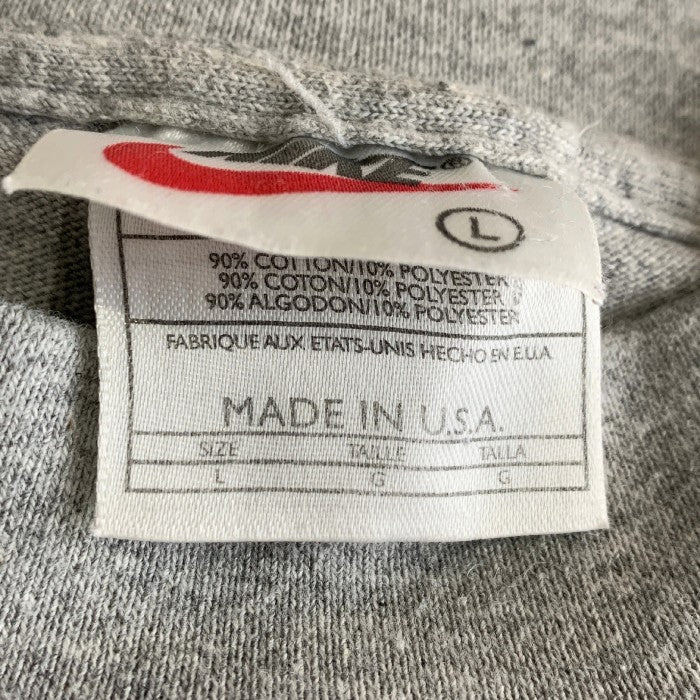 NIKE ®
L
90% COTTON/10% POLYESTER
90% COTON/10% POLYESTER
90% ALGODON/10% POLYESTER
FABRIQUE AUX ETATS-UNIS HECHO EN E.U.A.
MADE IN U.S.A.
SIZE TAILLE TALLA
L G G